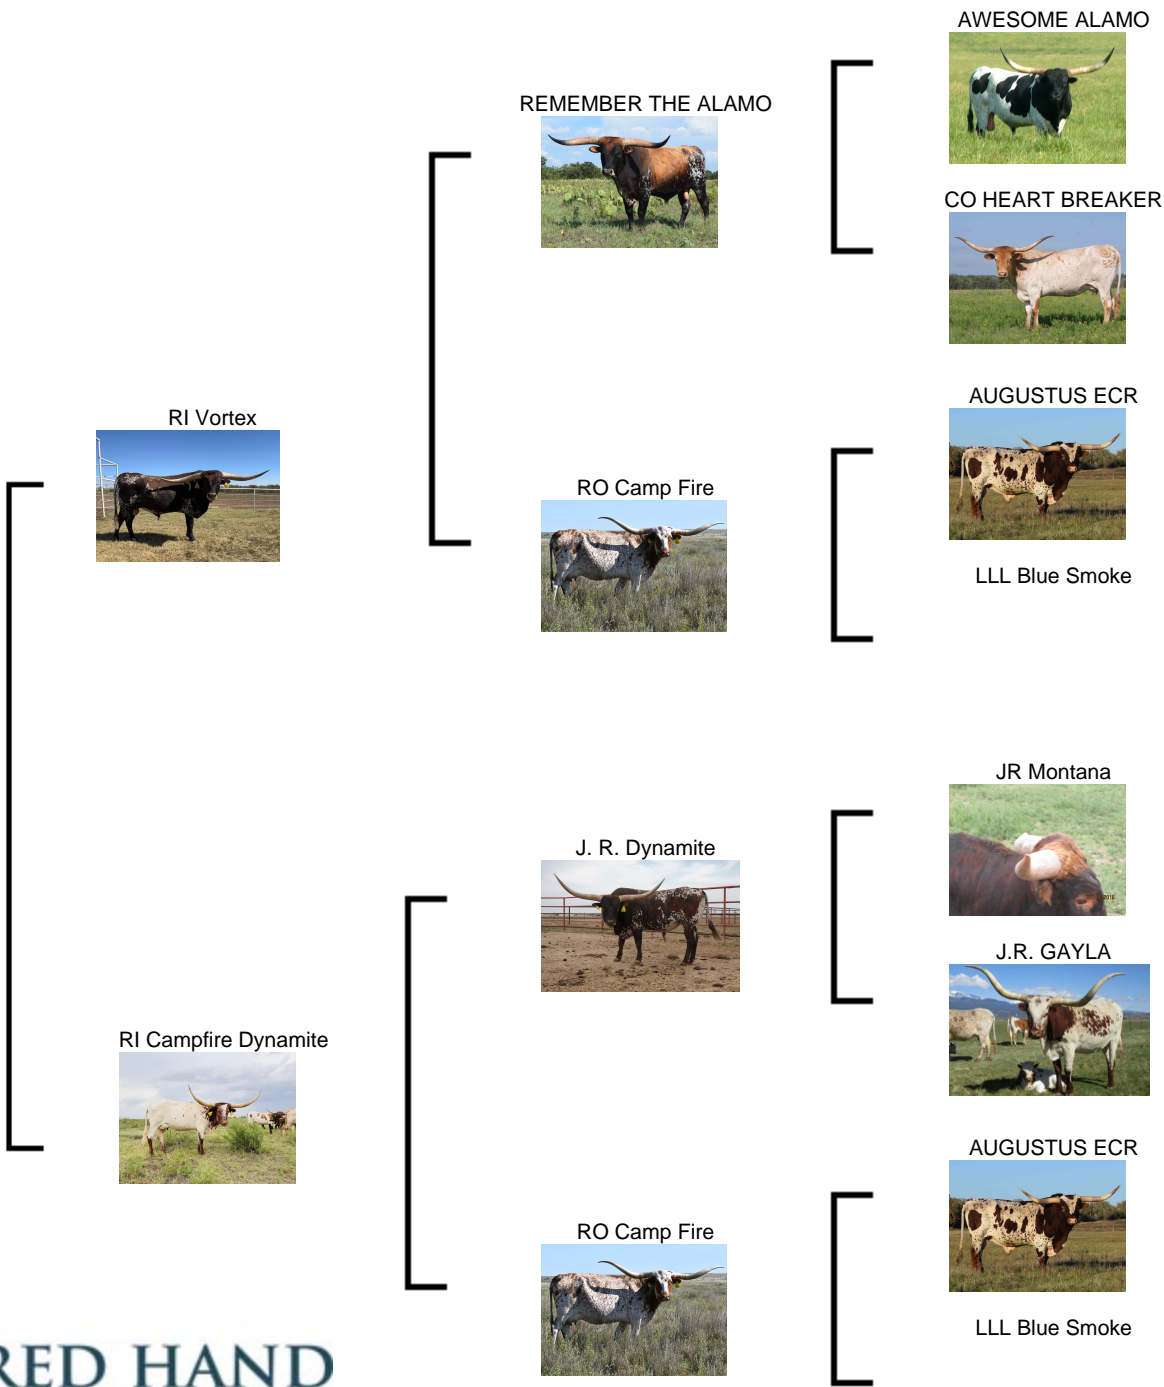 AWESOME ALAMO
REMEMBER THE ALAMO
CO HEART BREAKER
AUGUSTUS ECR
RI Vortex
RO Camp Fire
LLL Blue Smoke
JR Montana
J. R. Dynamite
J.R. GAYLA
RI Campfire Dynamite
AUGUSTUS ECR
RO Camp Fire
LLL Blue Smoke
RED HAND